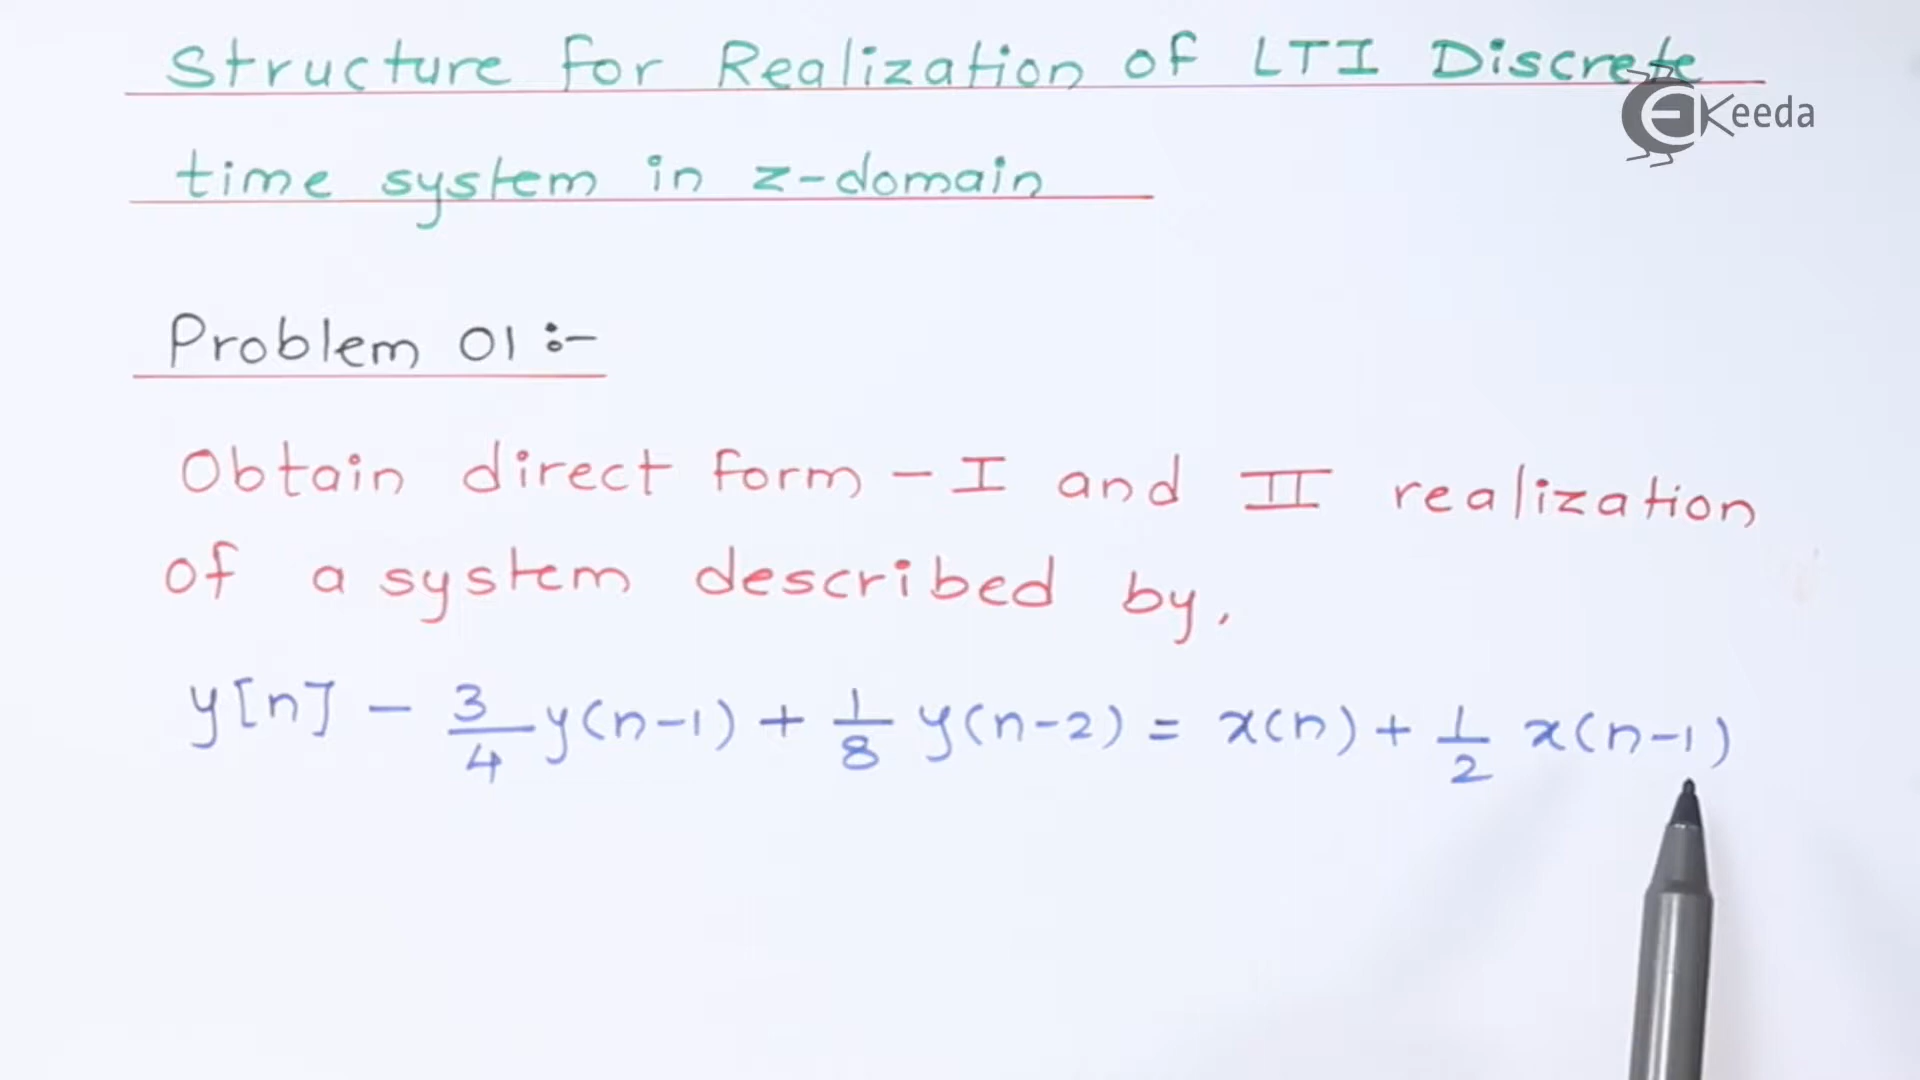 Structure for Realization of LTI Discrete
EKeeda
time system in z-domain
Problem 01 :-
Obtain direct form - I and II realization
of a system described by,
y[n] - 3/4 y(n-1) + 1/8 y(n-2) = x(n) + 1/2 x(n-1)